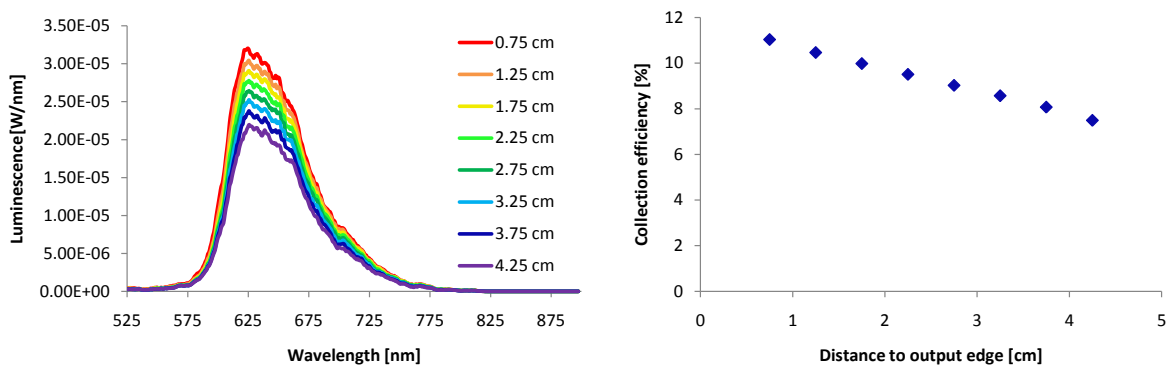 3.50E-05
3.00E-05
2.50E-05
2.00E-05
1.50E-05
1.00E-05
5.00E-06
0.00E+00
Luminescence[W/nm]
525 575 625 675 725 775 825 875
Wavelength [nm]
0.75 cm
1.25 cm
1.75 cm
2.25 cm
2.75 cm
3.25 cm
3.75 cm
4.25 cm
12
10
8
6
4
2
0
Collection efficiency [%]
0 1 2 3 4 5
Distance to output edge [cm]